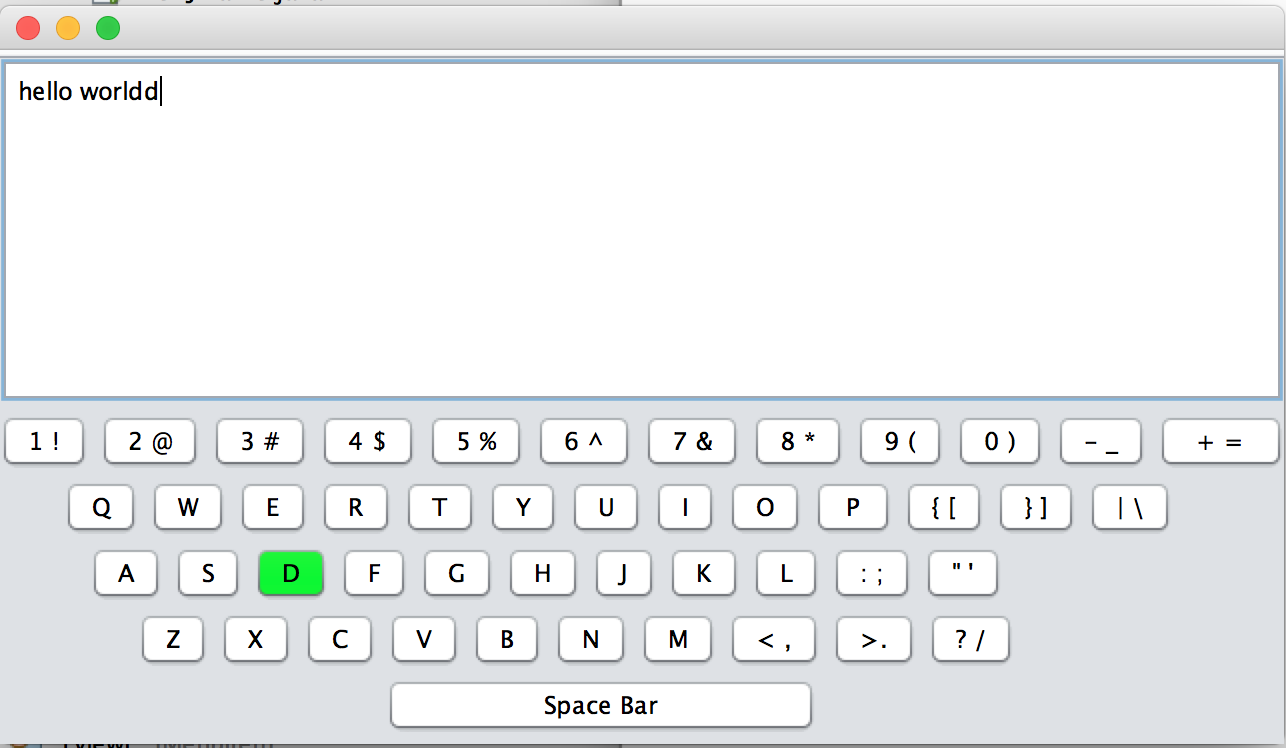 hello worldd
1 ! 2 @ 3 # 4 $ 5 % 6 ^ 7 & 8 * 9 ( 0 ) - _ + =
Q W E R T Y U I O P { [ } ] | \
A S D F G H J K L : ; " '
Z X C V B N M < , > . ? /
Space Bar